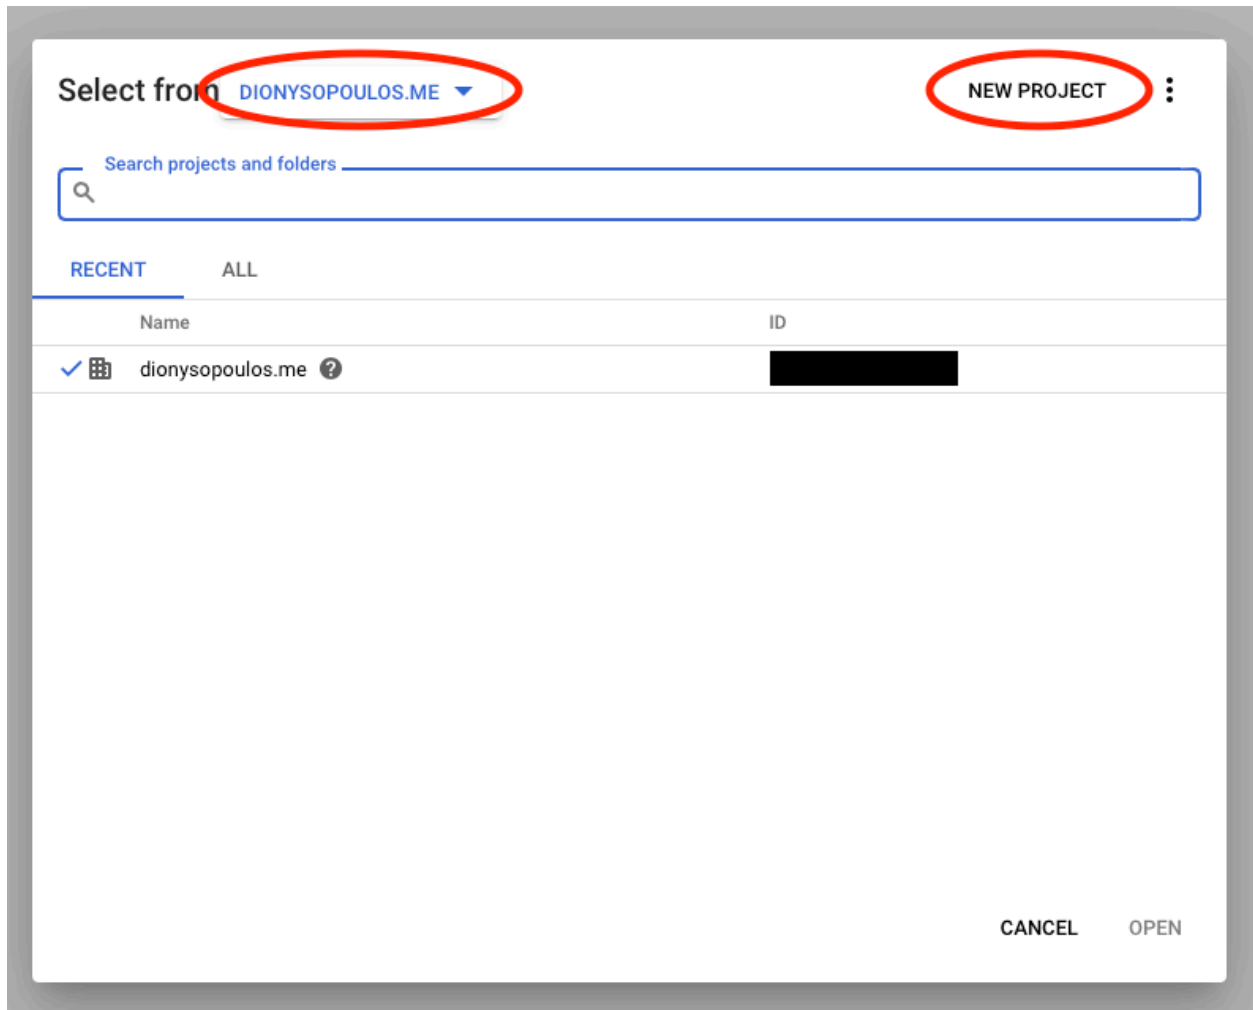 Select from DIONYSOPOULOS.ME NEW PROJECT
Search projects and folders
RECENT ALL
Name ID
dionysopoulos.me
CANCEL OPEN